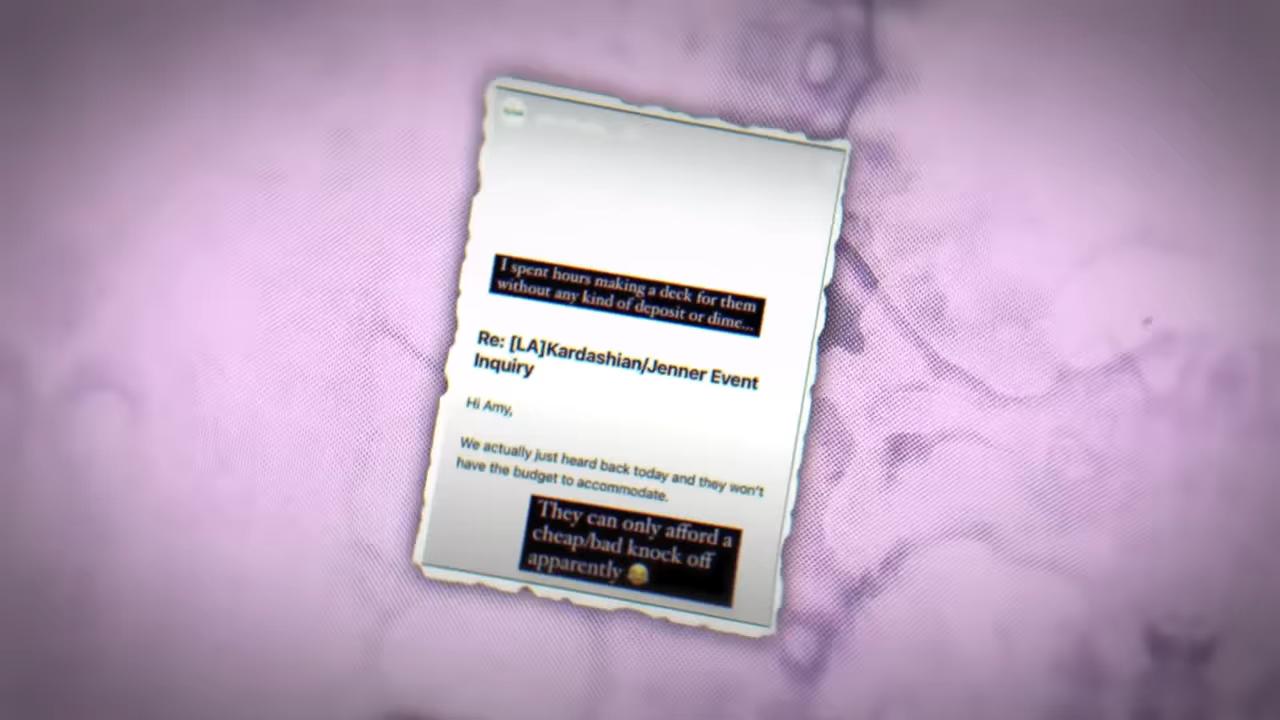 I spent hours making a deck for them
without any kind of deposit or dime...
Re: [LA]Kardashian/Jenner Event
Inquiry
Hi Amy,
We actually just heard back today and they won't
have the budget to accommodate.
They can only afford a
cheap/bad knock off
apparently 😂